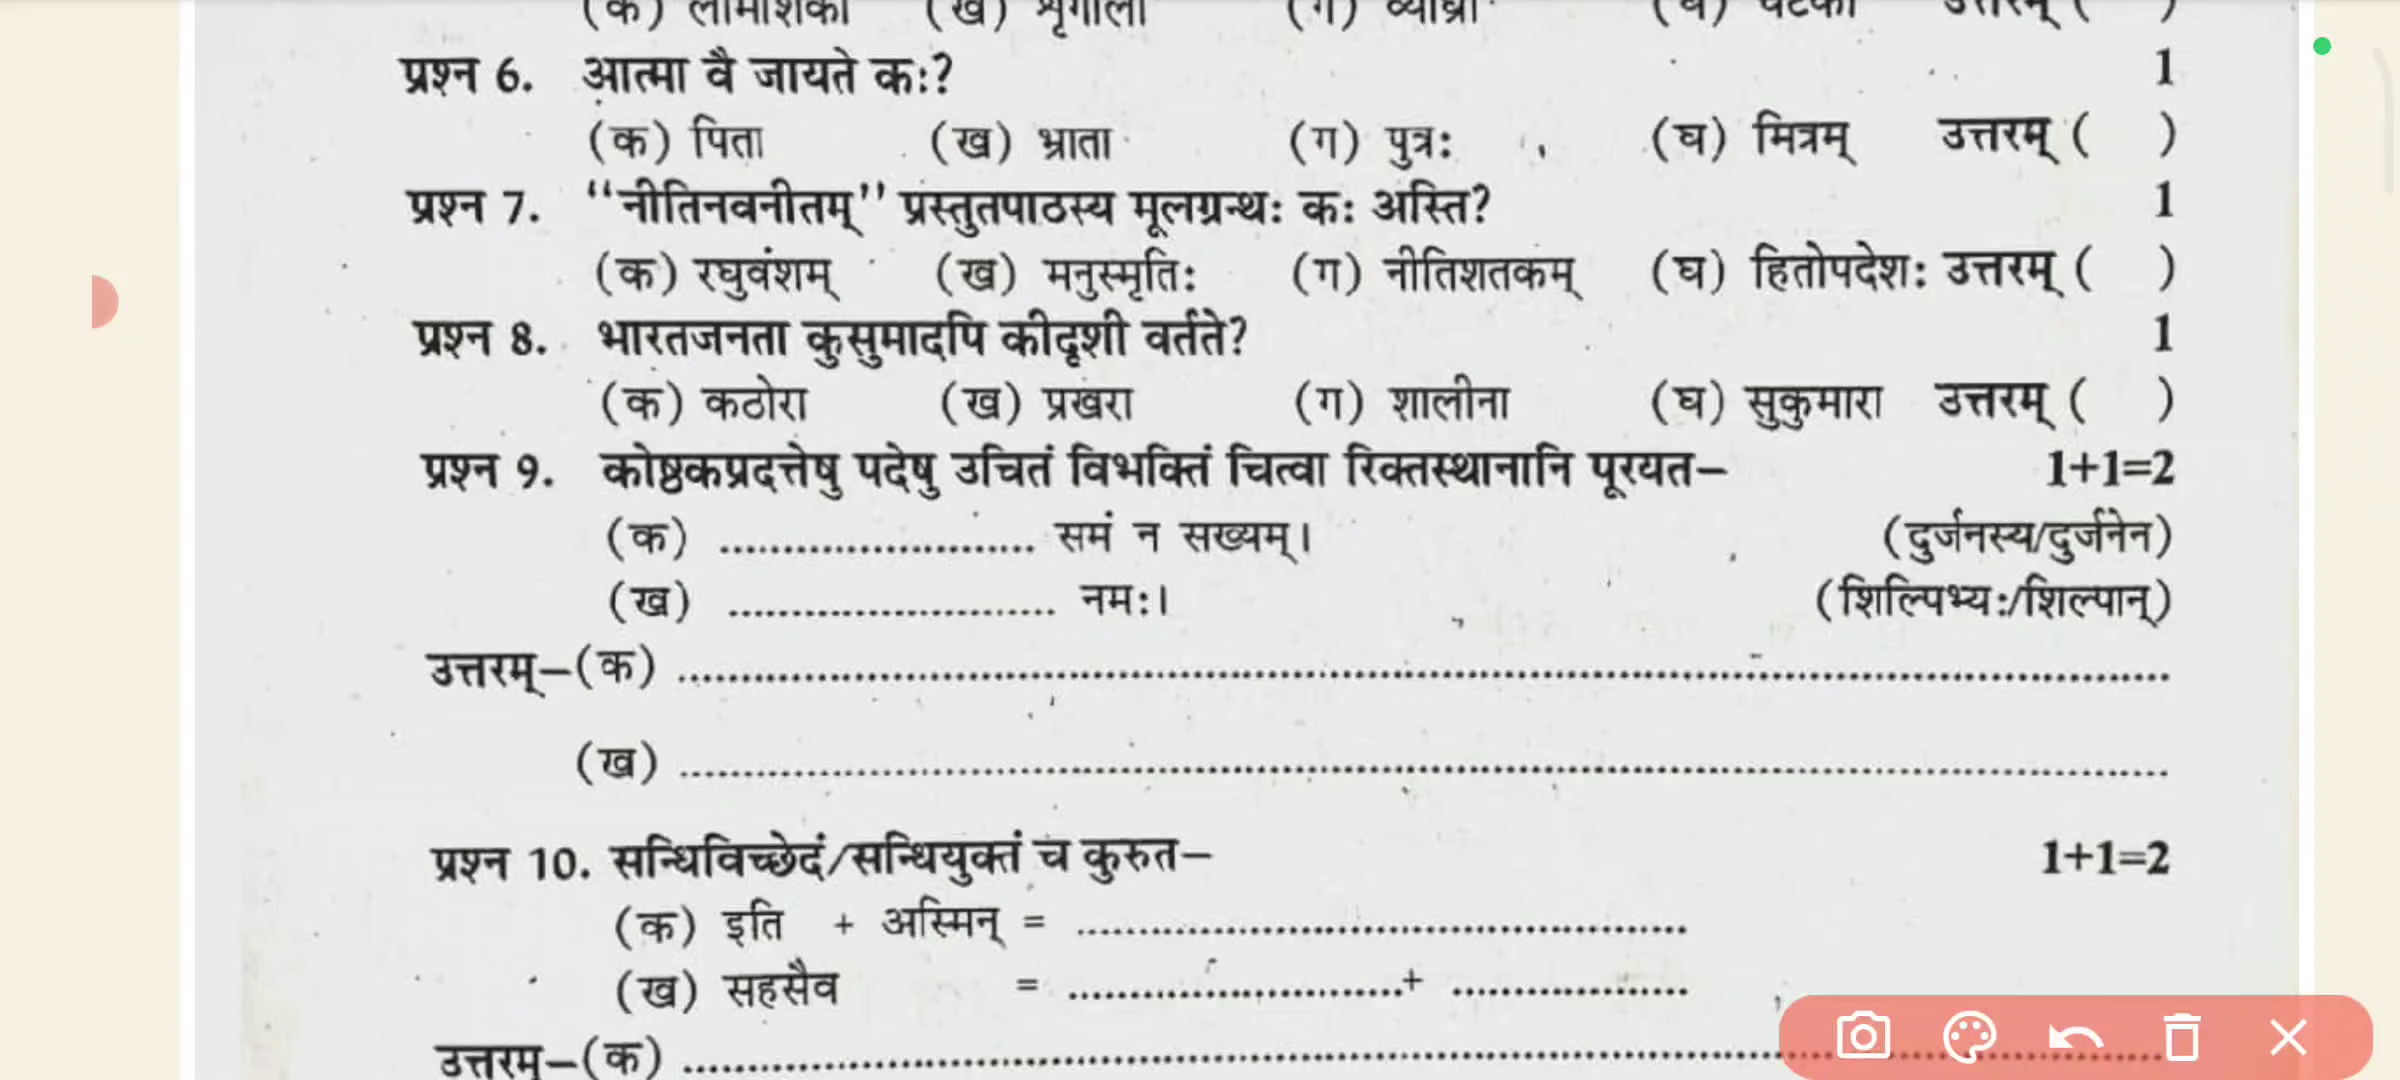 (क) लोमाशिका (ख) शृगाली (ग) व्याघ्री (घ) चटका उत्तरम् ( )
प्रश्न 6. आत्मा वै जायते कः? 1
(क) पिता (ख) भ्राता (ग) पुत्रः (घ) मित्रम् उत्तरम् ( )
प्रश्न 7. “नीतिनवनीतम्” प्रस्तुतपाठस्य मूलग्रन्थः कः अस्ति? 1
(क) रघुवंशम् (ख) मनुस्मृतिः (ग) नीतिशतकम् (घ) हितोपदेशः उत्तरम् ( )
प्रश्न 8. भारतजनता कुसुमादपि कीदृशी वर्तते? 1
(क) कठोरा (ख) प्रखरा (ग) शालीना (घ) सुकुमारा उत्तरम् ( )
प्रश्न 9. कोष्ठकप्रदत्तेषु पदेषु उचितं विभक्तिं चित्वा रिक्तस्थानानि पूरयत– 1+1=2
(क) ......................... समं न सख्यम्। (दुर्जनस्य/दुर्जनेन)
(ख) .......................... नमः। (शिल्पिभ्यः/शिल्पान्)
उत्तरम्–(क) ........................................................................................................................
(ख) ........................................................................................................................
प्रश्न 10. सन्धिविच्छेदं/सन्धियुक्तं च कुरुत– 1+1=2
(क) इति + अस्मिन् = .................................................
(ख) सहसैव = ...........................+ ...................
उत्तरम्–(क) ........................................................................................................................